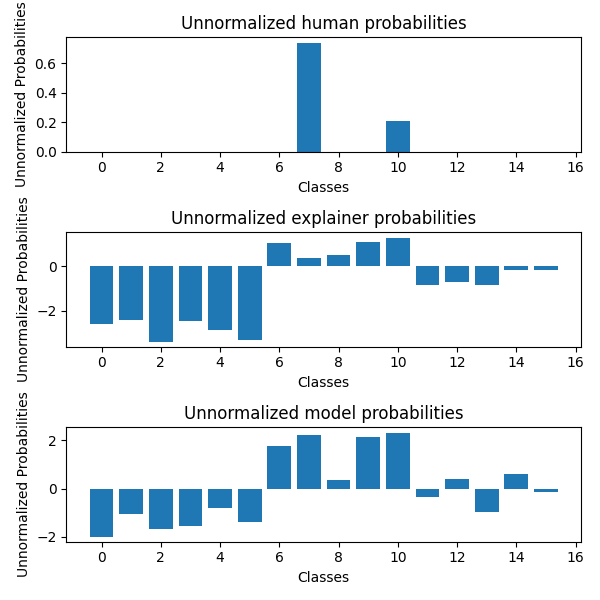 Unnormalized human probabilities
Unnormalized Probabilities
0.6
0.4
0.2
0.0
0 2 4 6 8 10 12 14 16
Classes
Unnormalized explainer probabilities
Unnormalized Probabilities
0
−2
0 2 4 6 8 10 12 14 16
Classes
Unnormalized model probabilities
Unnormalized Probabilities
2
0
−2
0 2 4 6 8 10 12 14 16
Classes